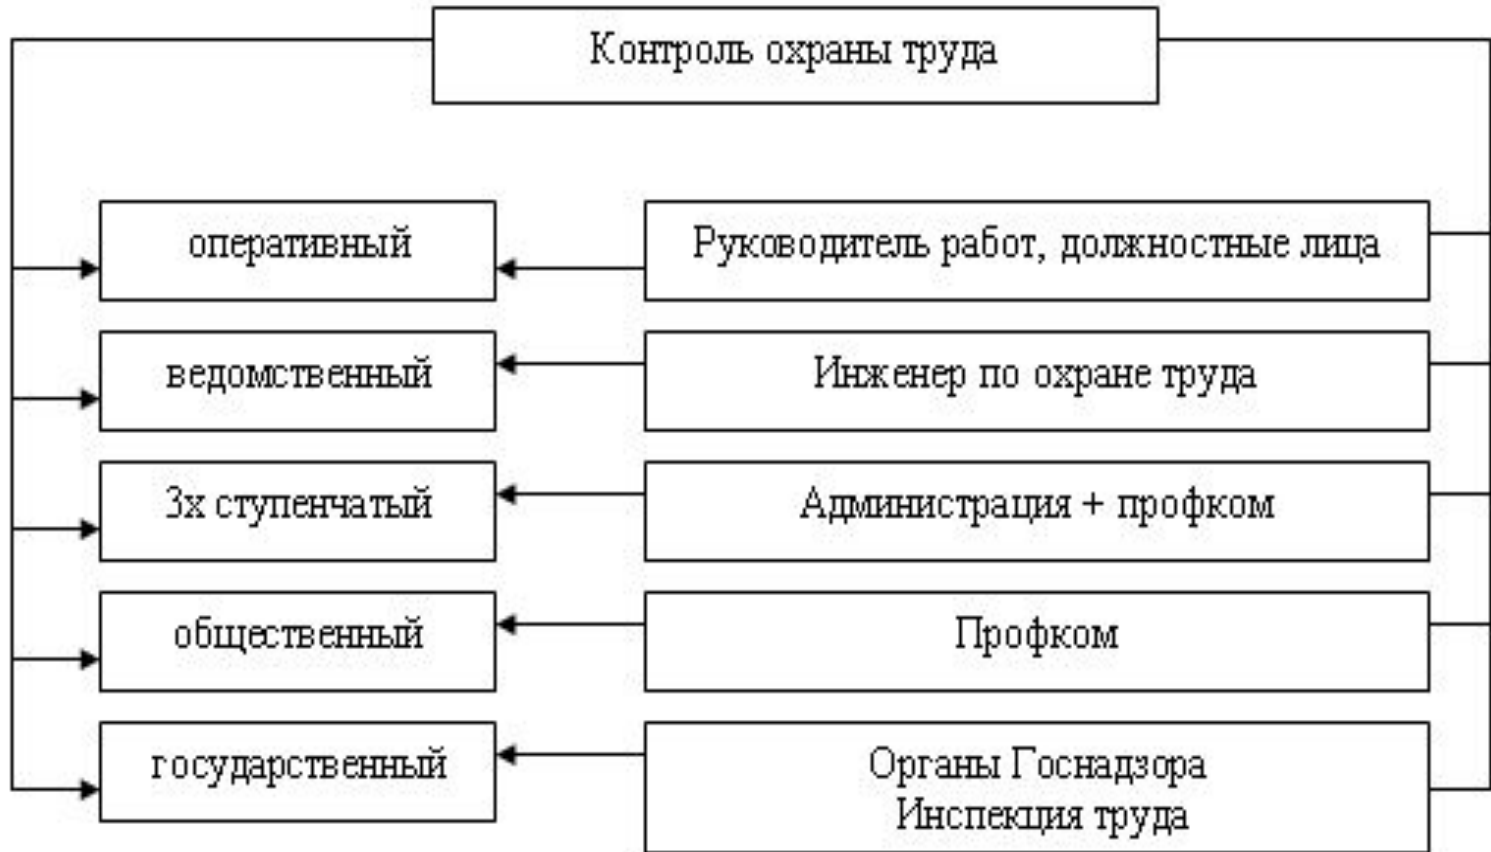 Контроль охраны труда
оперативный
Руководитель работ, должностные лица
ведомственный
Инженер по охране труда
3х ступенчатый
Администрация + профком
общественный
Профком
государственный
Органы Госнадзора
Инспекция труда